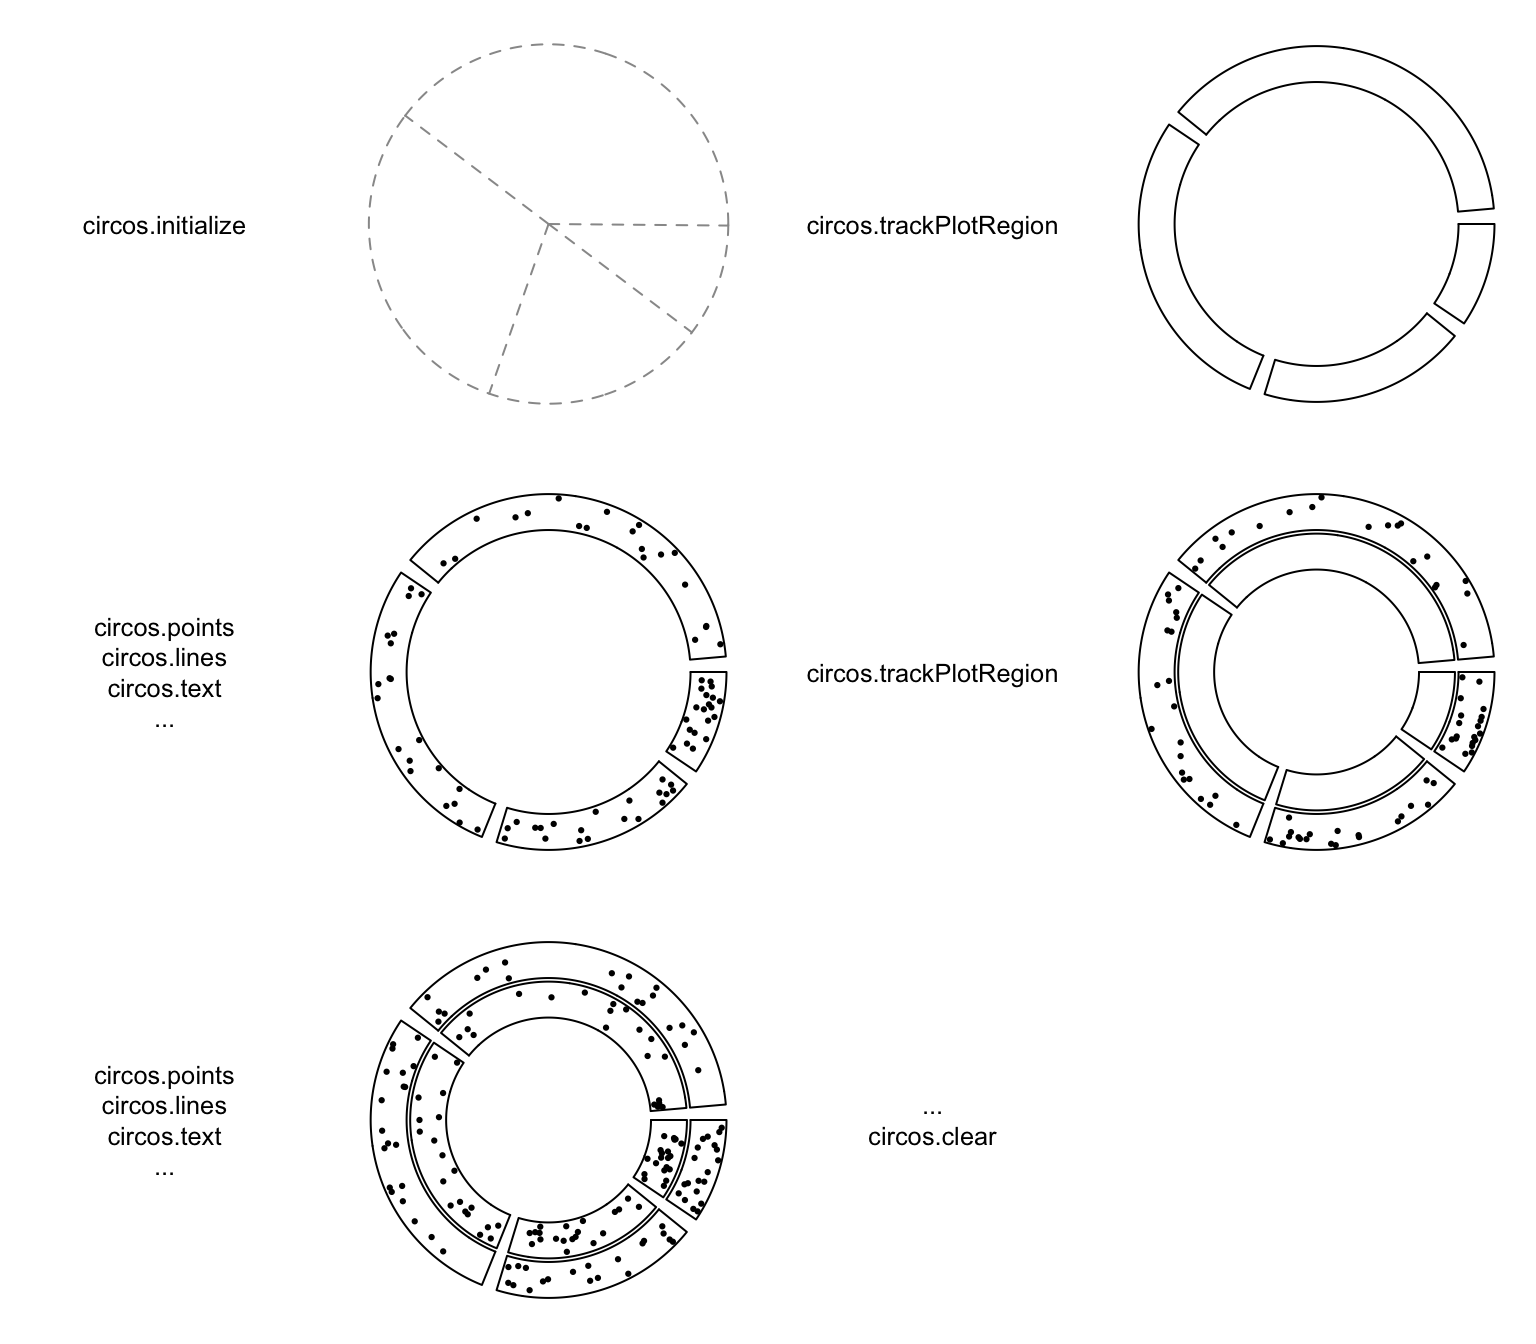 circos.initialize
circos.trackPlotRegion
circos.points
circos.lines
circos.text
...
circos.trackPlotRegion
circos.points
circos.lines
circos.text
...
...
circos.clear